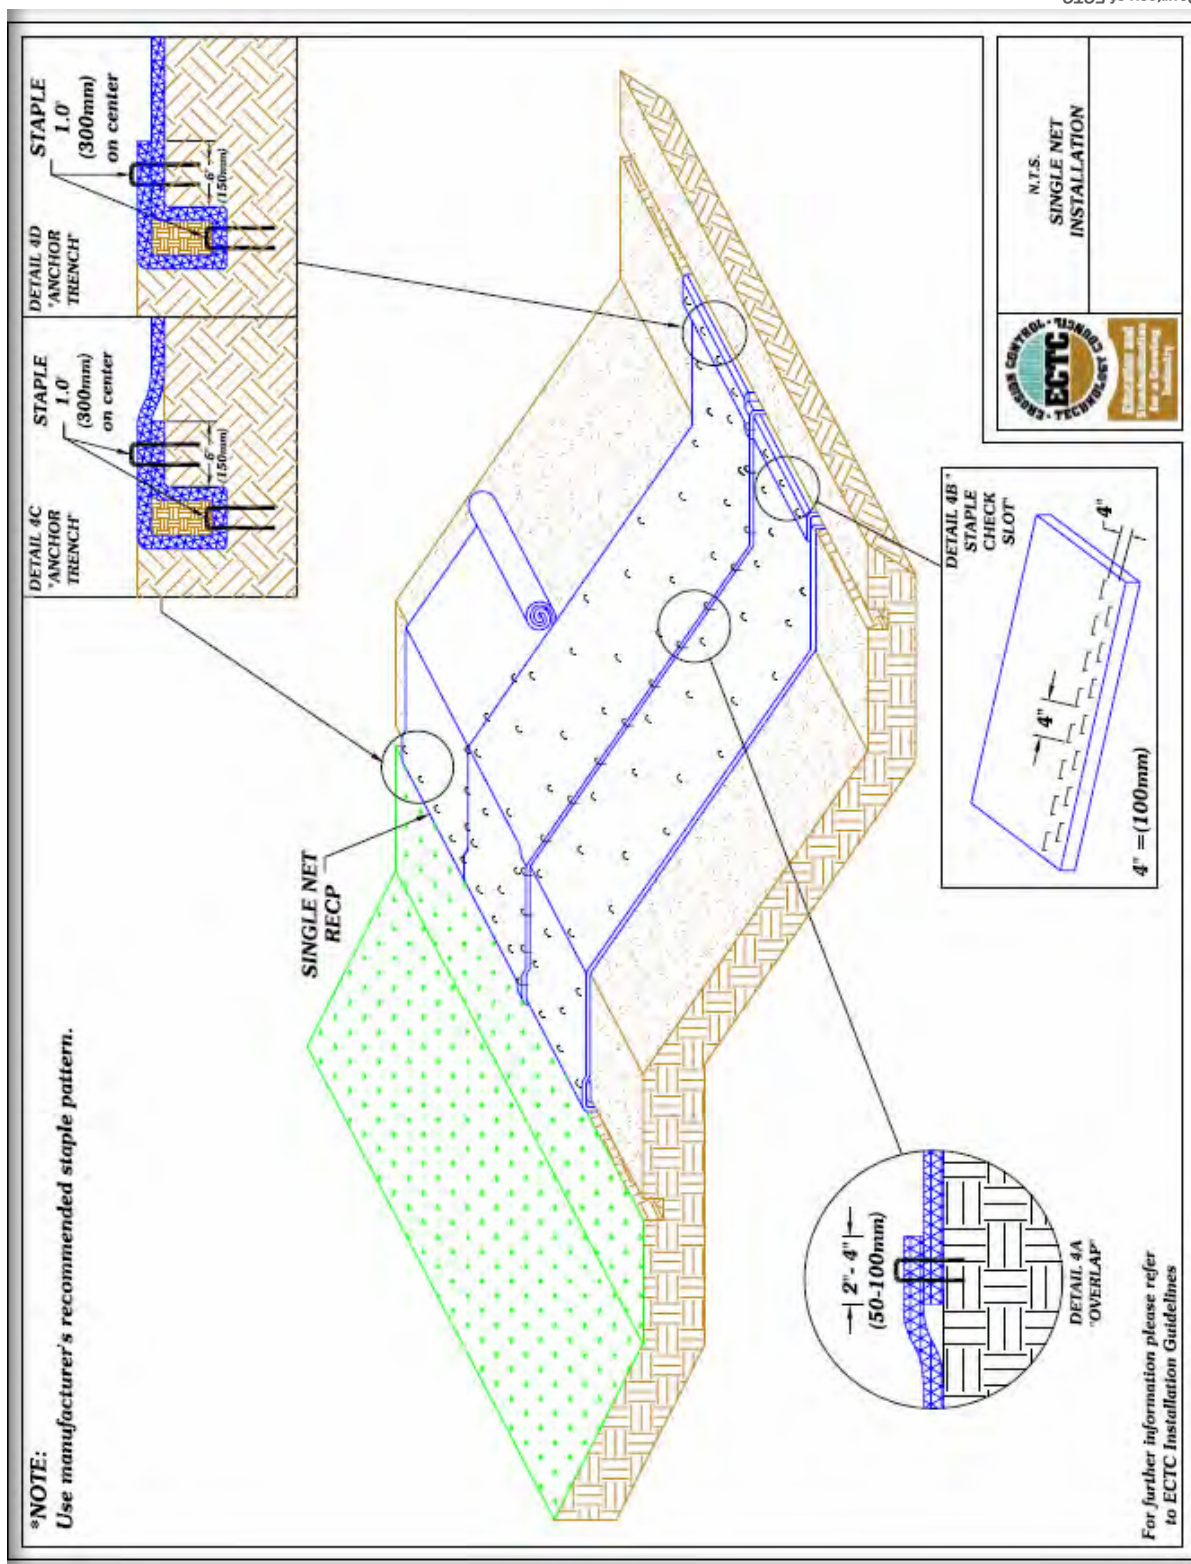 *NOTE:
Use manufacturer's recommended staple pattern.
DETAIL 4C
"ANCHOR
TRENCH"
STAPLE
1.0'
(300mm)
on center
6"
(150mm)
DETAIL 4D
"ANCHOR
TRENCH"
STAPLE
1.0'
(300mm)
on center
6"
(150mm)
SINGLE NET
RECP
2" - 4"
(50-100mm)
DETAIL 4A
"OVERLAP"
DETAIL 4B "
STAPLE
CHECK
SLOT"
4"
4"
4" =(100mm)
For further information please refer
to ECTC Installation Guidelines
EROSION CONTROL
TECHNOLOGY COUNCIL
ECTC
for a Growing
Industry
N.T.S.
SINGLE NET
INSTALLATION